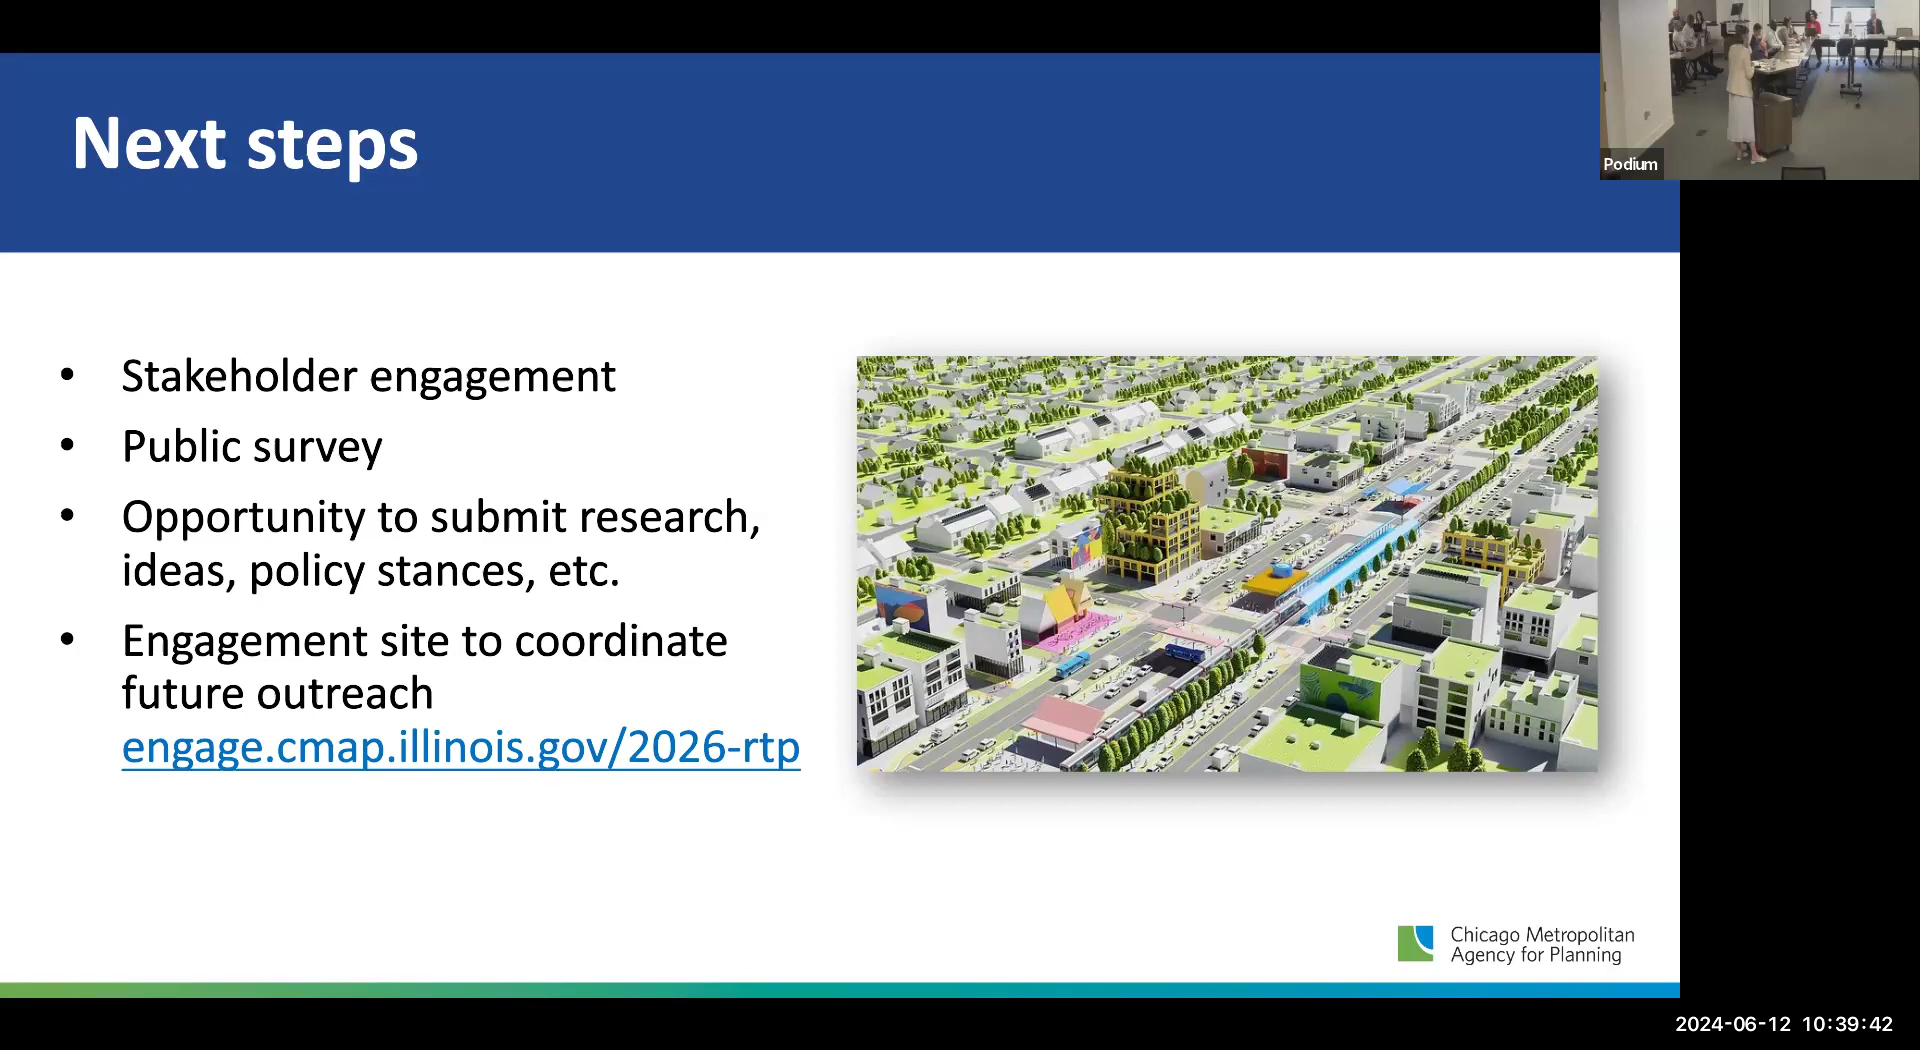 Next steps
Podium
• Stakeholder engagement
• Public survey
• Opportunity to submit research,
ideas, policy stances, etc.
• Engagement site to coordinate
future outreach
engage.cmap.illinois.gov/2026-rtp
Chicago Metropolitan
Agency for Planning
2024-06-12 10:39:42